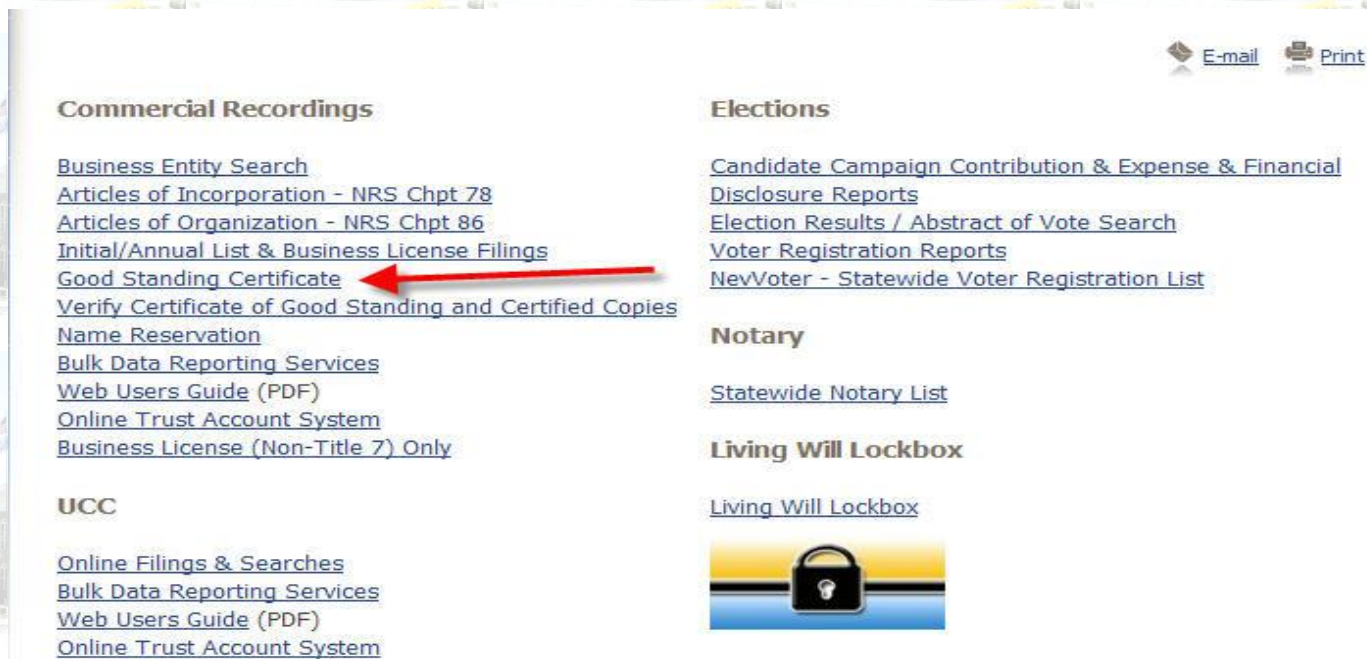 E-mail Print
Commercial Recordings
Business Entity Search
Articles of Incorporation - NRS Chpt 78
Articles of Organization - NRS Chpt 86
Initial/Annual List & Business License Filings
Good Standing Certificate
Verify Certificate of Good Standing and Certified Copies
Name Reservation
Bulk Data Reporting Services
Web Users Guide (PDF)
Online Trust Account System
Business License (Non-Title 7) Only
UCC
Online Filings & Searches
Bulk Data Reporting Services
Web Users Guide (PDF)
Online Trust Account System
Elections
Candidate Campaign Contribution & Expense & Financial
Disclosure Reports
Election Results / Abstract of Vote Search
Voter Registration Reports
NevVoter - Statewide Voter Registration List
Notary
Statewide Notary List
Living Will Lockbox
Living Will Lockbox